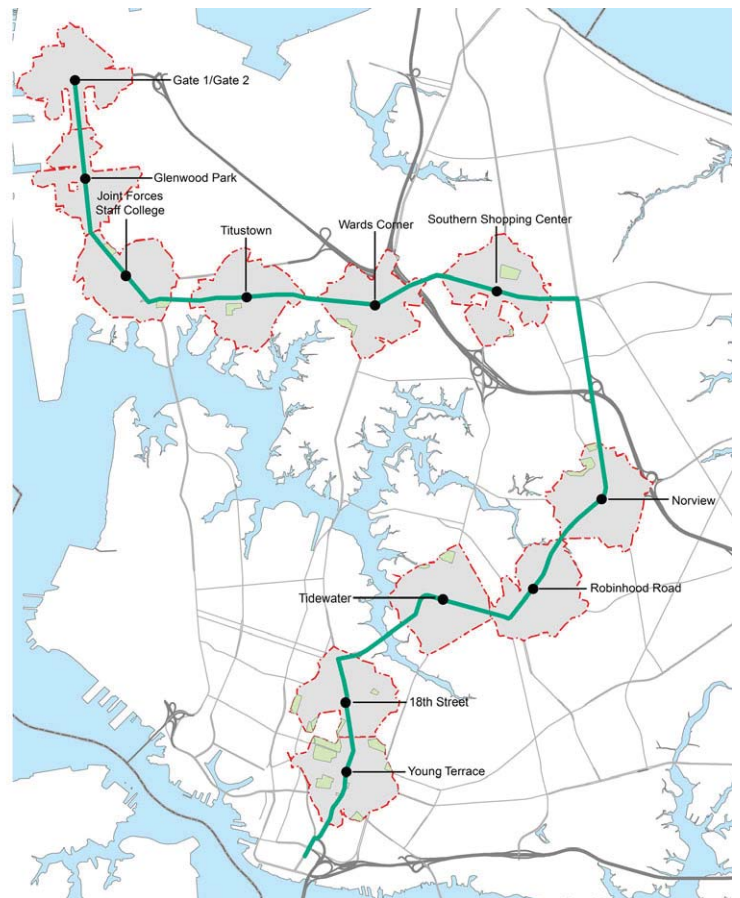 Gate 1/Gate 2
Glenwood Park
Joint Forces
Staff College
Titustown
Wards Corner
Southern Shopping Center
Norview
Robinhood Road
Tidewater
18th Street
Young Terrace